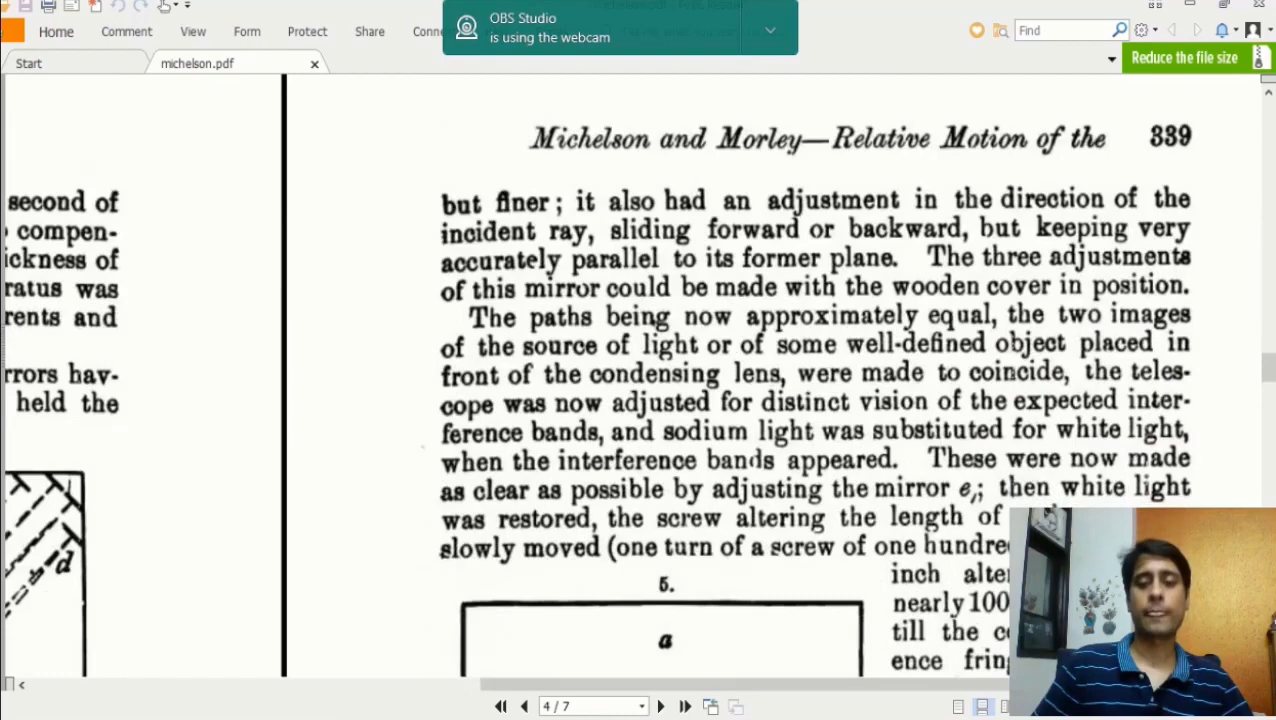 OBS Studio
is using the webcam
Home Comment View Form Protect Share
Find
Start
michelson.pdf
Reduce the file size
Michelson and Morley—Relative Motion of the 339
second of
compen-
ickness of
ratus was
rents and
rrors hav-
held the
d
but finer ; it also had an adjustment in the direction of the
incident ray, sliding forward or backward, but keeping very
accurately parallel to its former plane. The three adjustments
of this mirror could be made with the wooden cover in position.
The paths being now approximately equal, the two images
of the source of light or of some well-defined object placed in
front of the condensing lens, were made to coincide, the teles-
cope was now adjusted for distinct vision of the expected inter-
ference bands, and sodium light was substituted for white light,
when the interference bands appeared. These were now made
as clear as possible by adjusting the mirror e,; then white light
was restored, the screw altering the length of
slowly moved (one turn of a screw of one hundre
inch alte
nearly 100
till the c
ence frin
5.
a
4 / 7